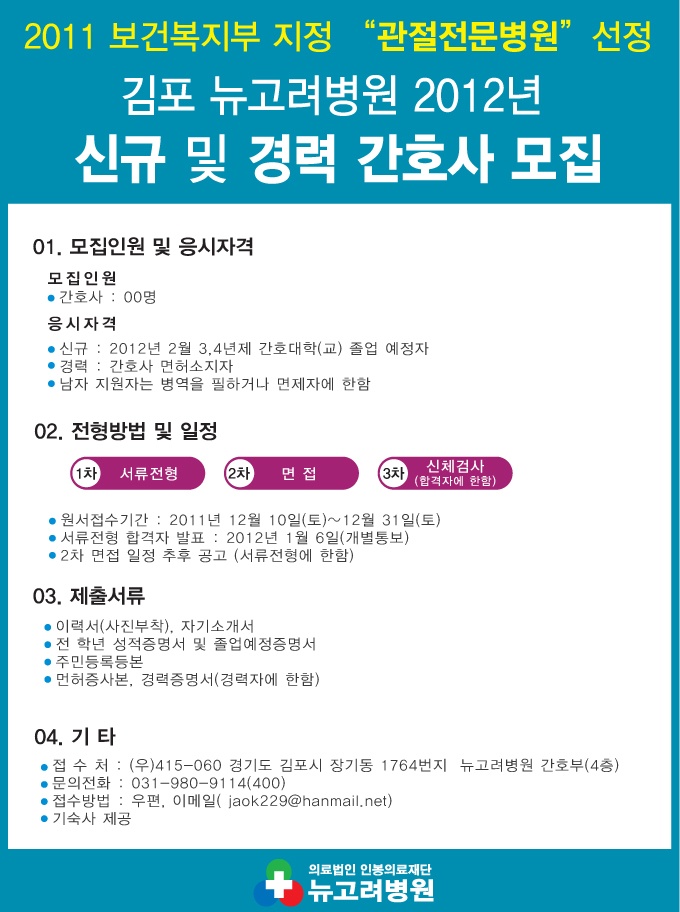 2011 보건복지부 지정 “관절전문병원” 선정
김포 뉴고려병원 2012년
신규 및 경력 간호사 모집
01. 모집인원 및 응시자격
모집인원
● 간호사 : 00명
응시자격
● 신규 : 2012년 2월 3,4년제 간호대학(교) 졸업 예정자
● 경력 : 간호사 면허소지자
● 남자 지원자는 병역을 필하거나 면제자에 한함
02. 전형방법 및 일정
1차 서류전형 2차 면 접 3차 신체검사
(합격자에 한함)
● 원서접수기간 : 2011년 12월 10일(토)~12월 31일(토)
● 서류전형 합격자 발표 : 2012년 1월 6일(개별통보)
● 2차 면접 일정 추후 공고 (서류전형에 한함)
03. 제출서류
● 이력서(사진부착), 자기소개서
● 전 학년 성적증명서 및 졸업예정증명서
● 주민등록등본
● 먼허증사본, 경력증명서(경력자에 한함)
04. 기 타
● 접 수 처 : (우)415-060 경기도 김포시 장기동 1764번지 뉴고려병원 간호부(4층)
● 문의전화 : 031-980-9114(400)
● 접수방법 : 우편, 이메일( jaok229@hanmail.net)
● 기숙사 제공
의료법인 인봉의료재단
뉴고려병원